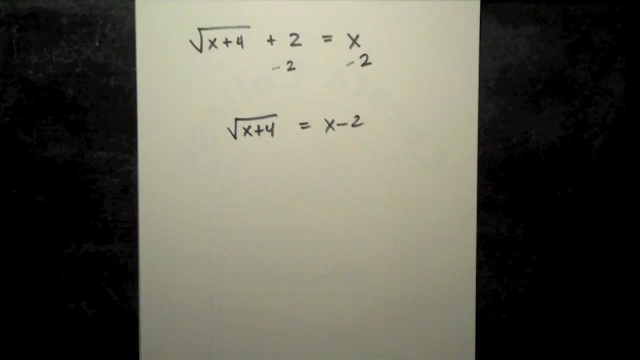 √x+4 + 2 = x
-2 -2
√x+4 = x-2